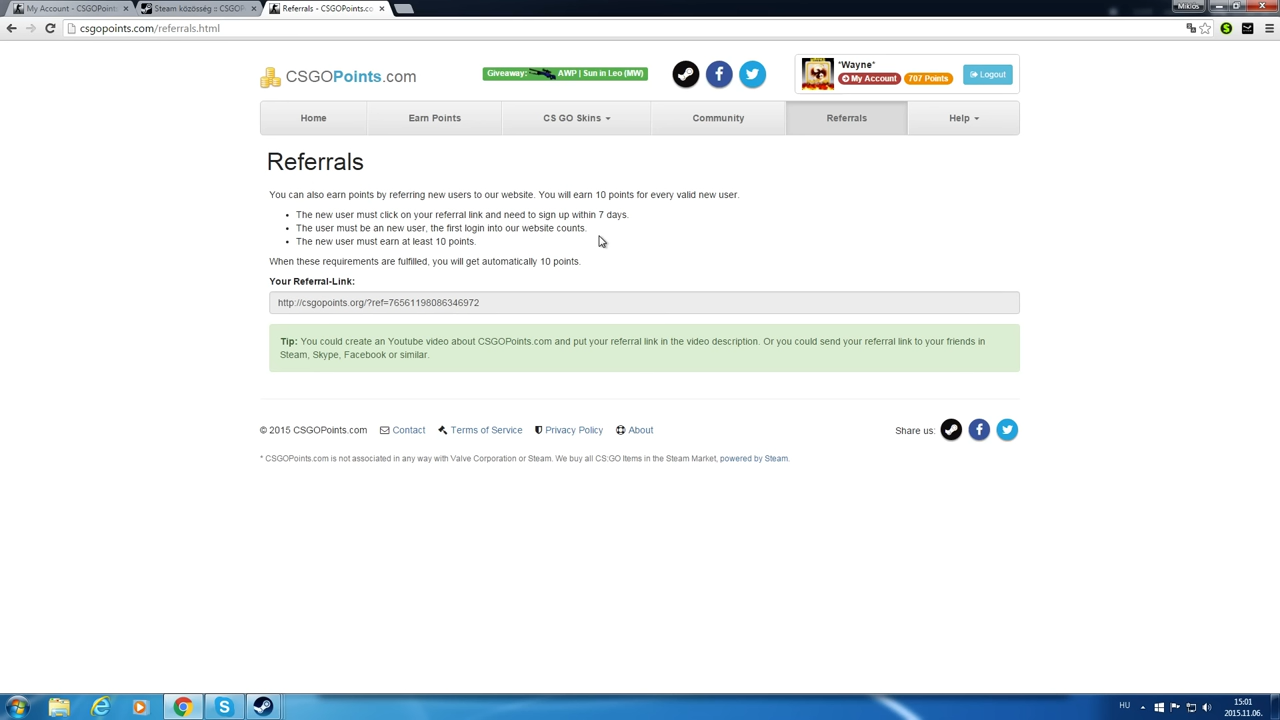 My Account - CSGOPoint
Steam közösség :: CSGOP
Referrals - CSGOPoints.co
Miklós
csgopoints.com/referrals.html
CSGOPoints.com
Giveaway: AWP | Sun in Leo (MW)
*Wayne*
My Account
707 Points
Logout
Home
Earn Points
CS GO Skins
Community
Referrals
Help
Referrals
You can also earn points by referring new users to our website. You will earn 10 points for every valid new user.
• The new user must click on your referral link and need to sign up within 7 days.
• The user must be an new user, the first login into our website counts.
• The new user must earn at least 10 points.
When these requirements are fulfilled, you will get automatically 10 points.
Your Referral-Link:
http://csgopoints.org/?ref=76561198086346972
Tip: You could create an Youtube video about CSGOPoints.com and put your referral link in the video description. Or you could send your referral link to your friends in
Steam, Skype, Facebook or similar.
© 2015 CSGOPoints.com
Contact
Terms of Service
Privacy Policy
About
Share us:
* CSGOPoints.com is not associated in any way with Valve Corporation or Steam. We buy all CS:GO Items in the Steam Market, powered by Steam.
HU
15:01
2015.11.06.